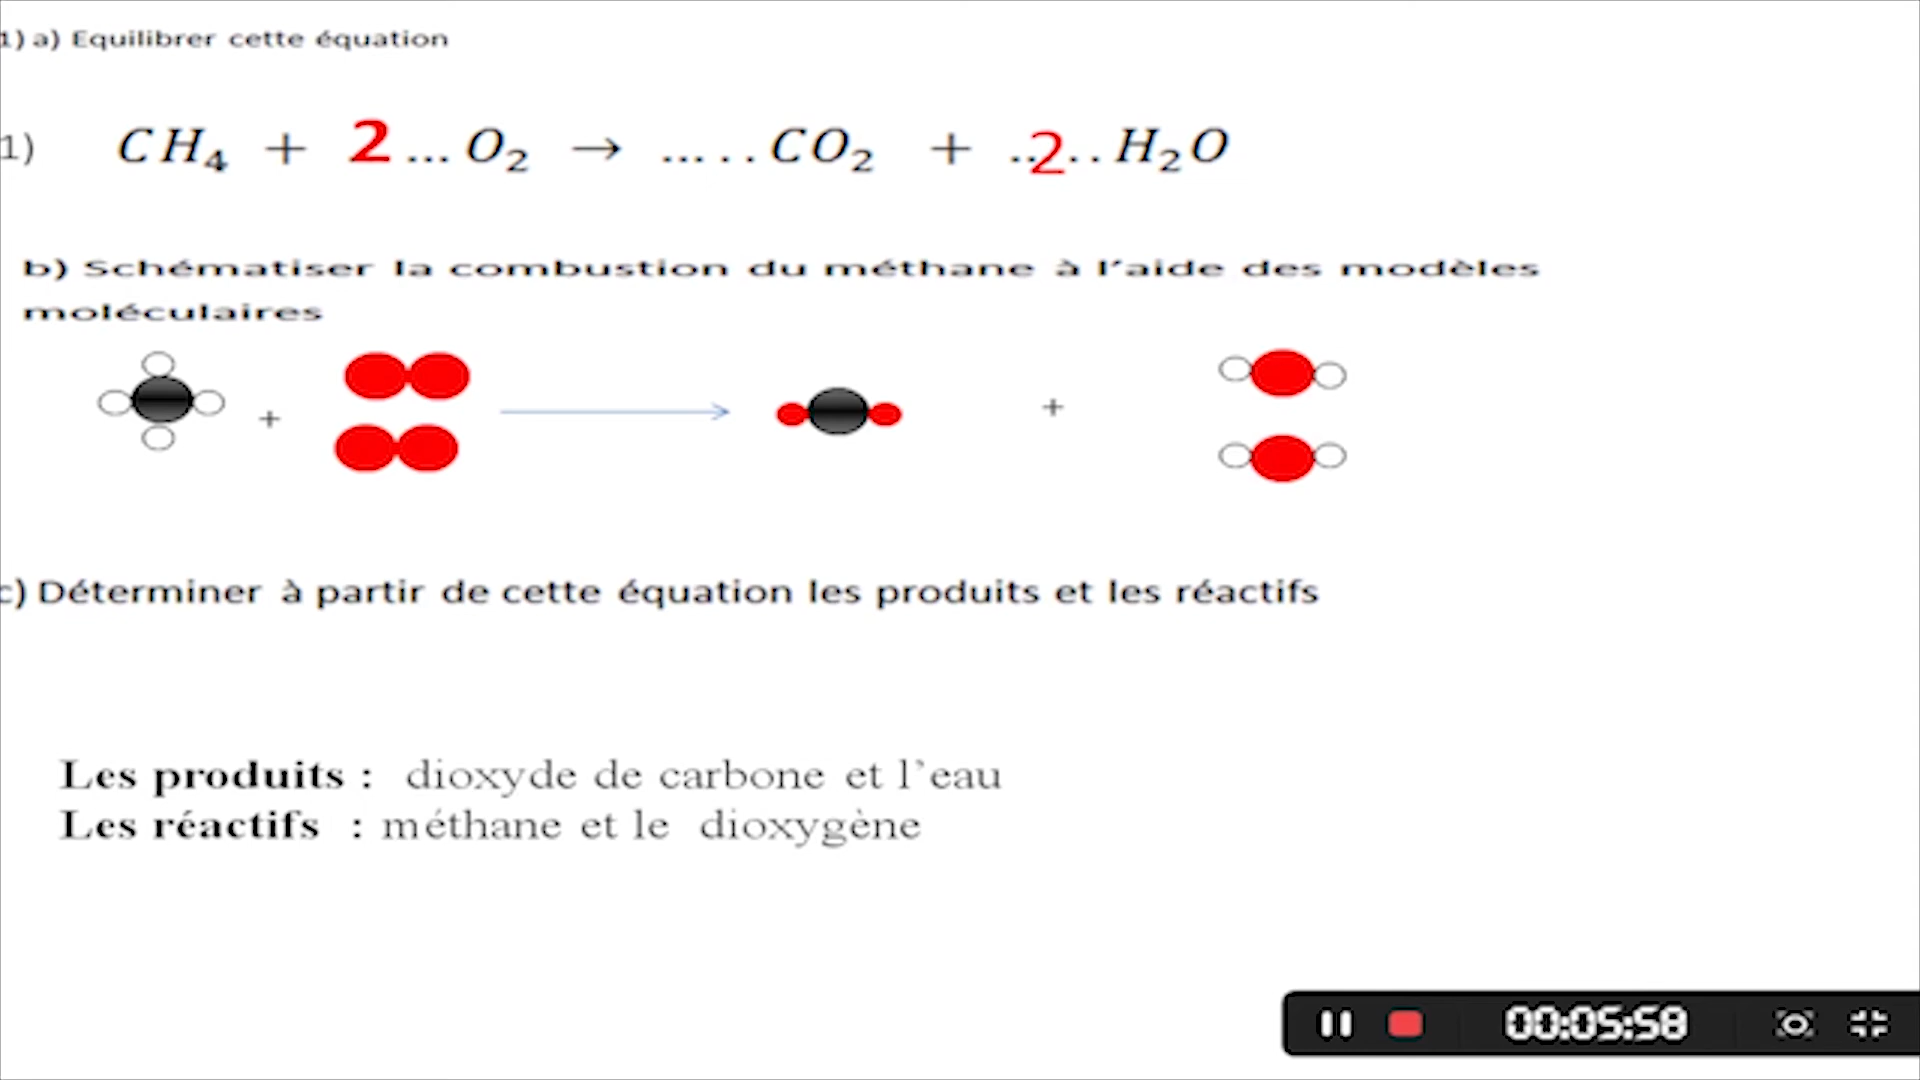 1) a) Equilibrer cette équation
1) CH₄ + 2 ... O₂ → ..... CO₂ + ..2.. H₂O
b) Schématiser la combustion du méthane à l'aide des modèles
moléculaires
+ +
c) Déterminer à partir de cette équation les produits et les réactifs
Les produits : dioxyde de carbone et l'eau
Les réactifs : méthane et le dioxygène
00:05:58